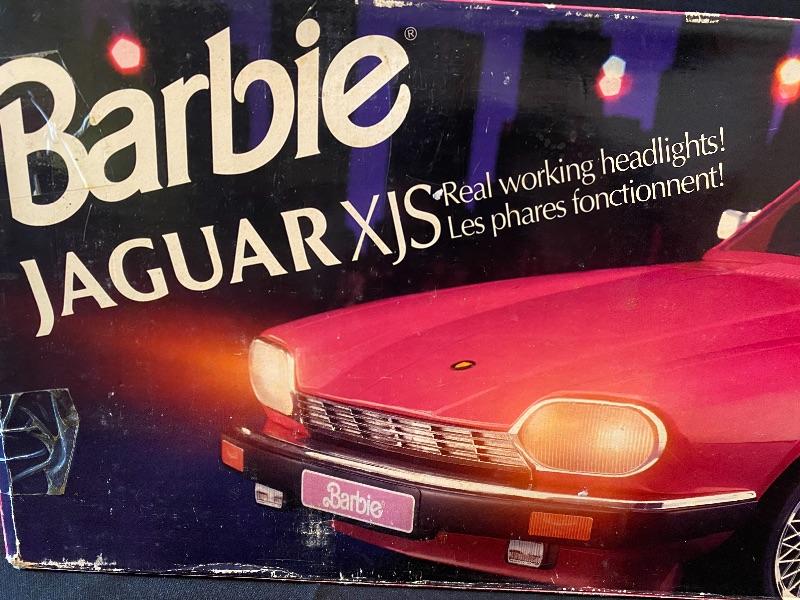 Barbie®
JAGUAR XJS
Real working headlights!
Les phares fonctionnent!
Barbie